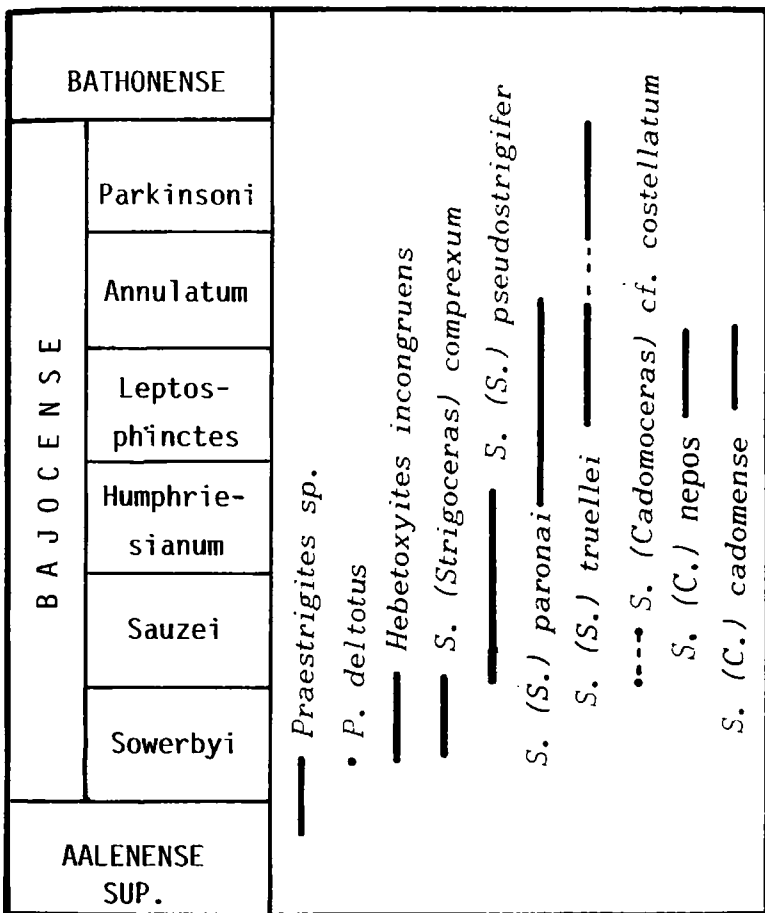 BATHONENSE
BAJOCENSE
Parkinsoni
Annulatum
Leptos-
phinctes
Humphrie-
sianum
Sauzei
Sowerbyi
AALENENSE
SUP.
Praestrigites sp.
P. deltotus
Hebetoxyites incongruens
S. (Strigoceras) comprexum
S. (S.) pseudostrigifer
S. (S.) paronai
S. (S.) truellei
S. (Cadomoceras) cf. costellatum
S. (C.) nepos
S. (C.) cadomense